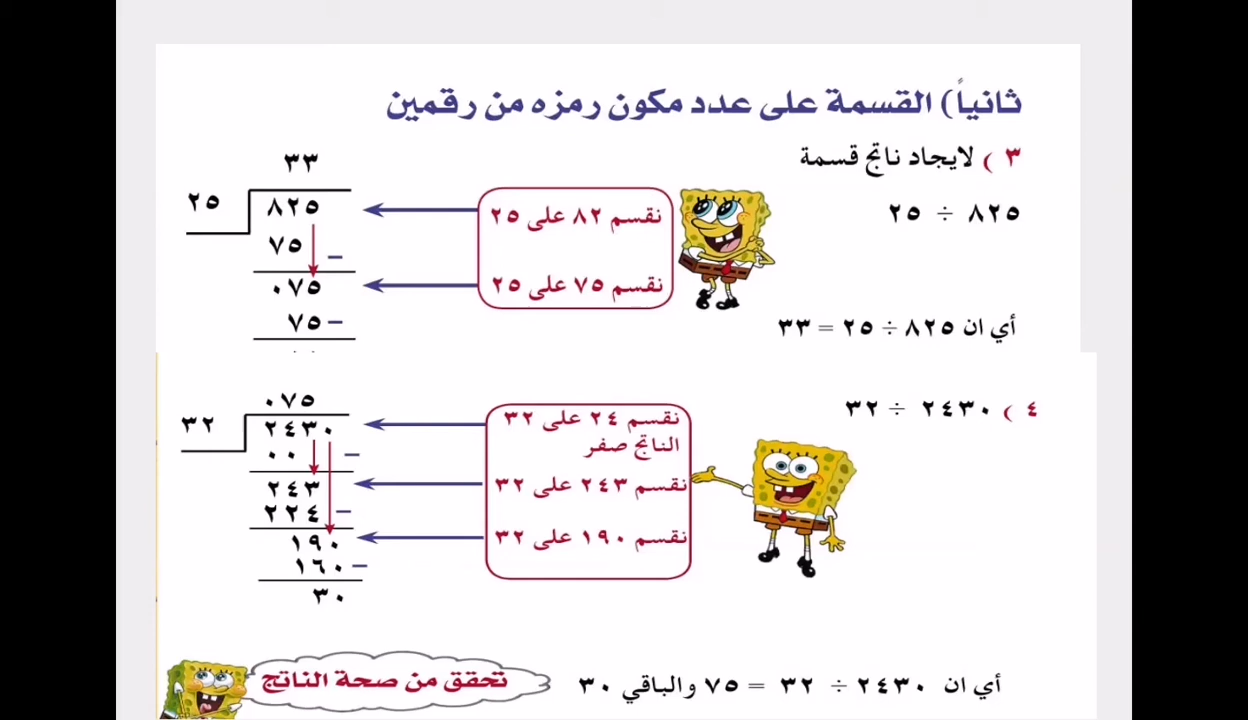 ثانياً) القسمة على عدد مكون رمزه من رقمين
٣ ) لايجاد ناتج قسمة
٨٢٥ ÷ ٢٥
٣٣
٢٥
٨٢٥
٧٥ −
٠٧٥
٧٥ −
نقسم ٨٢ على ٢٥
نقسم ٧٥ على ٢٥
أي ان ٨٢٥ ÷ ٢٥ = ٣٣
٤ ) ٢٤٣٠ ÷ ٣٢
٠٧٥
٣٢
٢٤٣٠
٠٠ −
٢٤٣
٢٢٤ −
١٩٠
١٦٠ −
٣٠
نقسم ٢٤ على ٣٢
الناتج صفر
نقسم ٢٤٣ على ٣٢
نقسم ١٩٠ على ٣٢
أي ان ٢٤٣٠ ÷ ٣٢ = ٧٥ والباقي ٣٠
تحقق من صحة الناتج